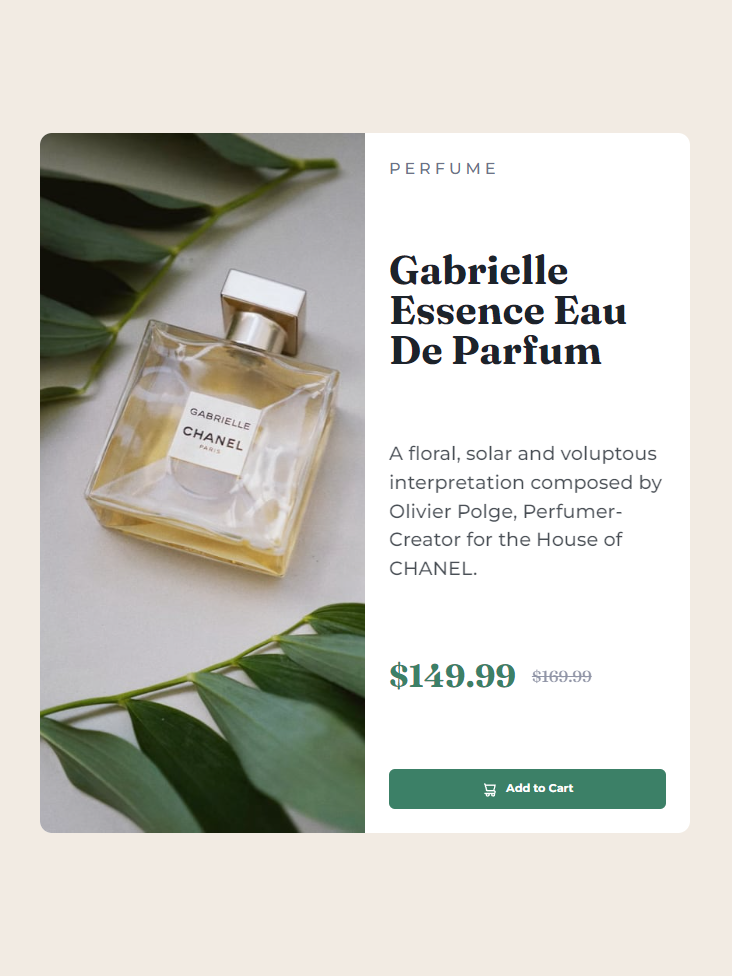 GABRIELLE
CHANEL
PARIS
PERFUME
Gabrielle
Essence Eau
De Parfum
A floral, solar and voluptous
interpretation composed by
Olivier Polge, Perfumer-
Creator for the House of
CHANEL.
$149.99 $169.99
Add to Cart